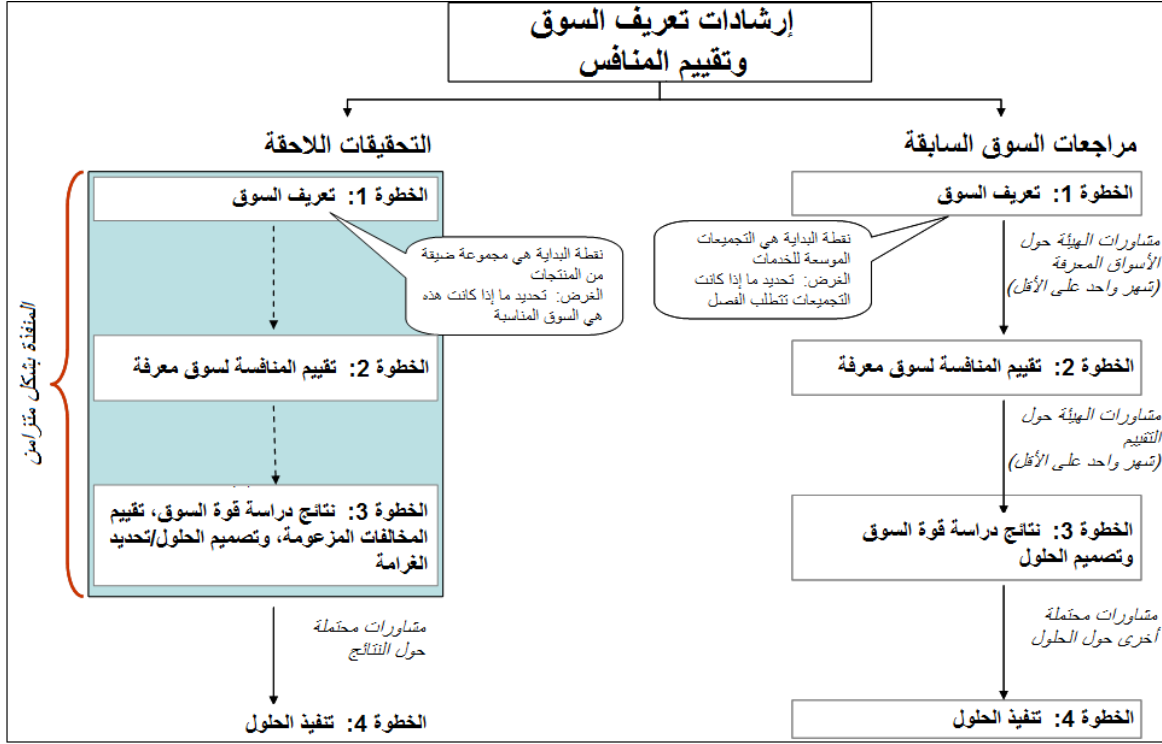 إرشادات تعريف السوق
وتقييم المنافس
مراجعات السوق السابقة
الخطوة 1: تعريف السوق
نقطة البداية هي التجميعات
الموسعة للخدمات
الغرض: تحديد ما إذا كانت
التجميعات تتطلب الفصل
مشاورات الهيئة حول
الأسواق المعرفة
(شهر واحد على الأقل)
الخطوة 2: تقييم المنافسة لسوق معرفة
مشاورات الهيئة حول
التقييم
(شهر واحد على الأقل)
الخطوة 3: نتائج دراسة قوة السوق
وتصميم الحلول
مشاورات محتملة
أخرى حول الحلول
الخطوة 4: تنفيذ الحلول
التحقيقات اللاحقة
الخطوة 1: تعريف السوق
نقطة البداية هي مجموعة ضيقة
من المنتجات
الغرض: تحديد ما إذا كانت هذه
هي السوق المناسبة
الخطوة 2: تقييم المنافسة لسوق معرفة
الخطوة 3: نتائج دراسة قوة السوق، تقييم
المخالفات المزعومة، وتصميم الحلول/تحديد
الغرامة
المنفذة بشكل متزامن
مشاورات محتملة
حول النتائج
الخطوة 4: تنفيذ الحلول